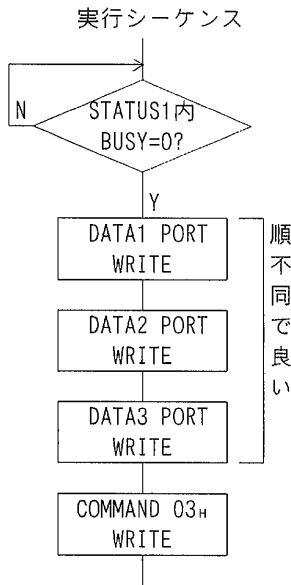 実行シーケンス
N
STATUS1内
BUSY=0?
Y
DATA1 PORT
WRITE
DATA2 PORT
WRITE
DATA3 PORT
WRITE
順不同で良い
COMMAND 03H
WRITE